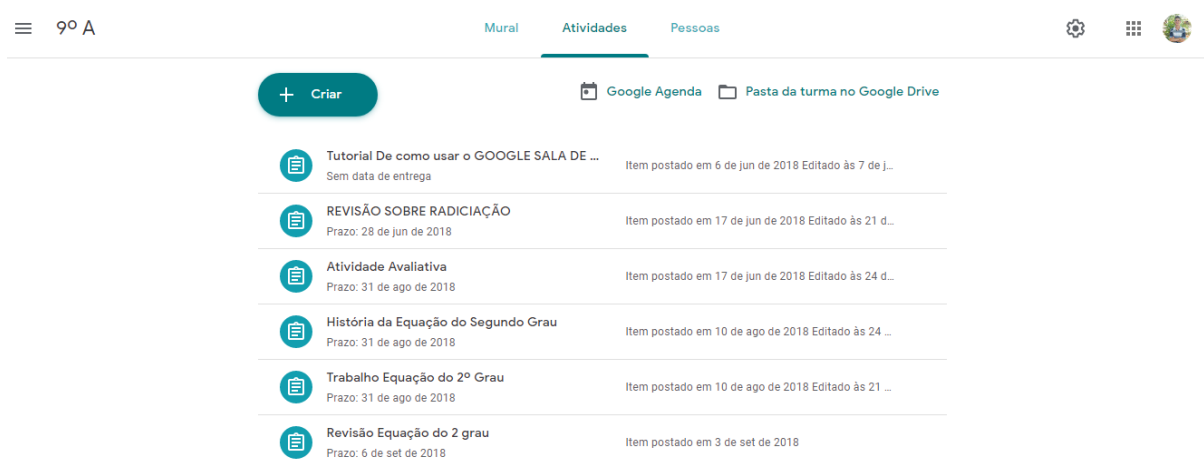 9º A
Mural
Atividades
Pessoas
Criar
Google Agenda
Pasta da turma no Google Drive
Tutorial De como usar o GOOGLE SALA DE ...
Item postado em 6 de jun de 2018 Editado às 7 de j...
Sem data de entrega
REVISÃO SOBRE RADICIAÇÃO
Item postado em 17 de jun de 2018 Editado às 21 d...
Prazo: 28 de jun de 2018
Atividade Avaliativa
Item postado em 17 de jun de 2018 Editado às 24 d...
Prazo: 31 de ago de 2018
História da Equação do Segundo Grau
Item postado em 10 de ago de 2018 Editado às 24 ...
Prazo: 31 de ago de 2018
Trabalho Equação do 2º Grau
Item postado em 10 de ago de 2018 Editado às 21 ...
Prazo: 31 de ago de 2018
Revisão Equação do 2 grau
Item postado em 3 de set de 2018
Prazo: 6 de set de 2018